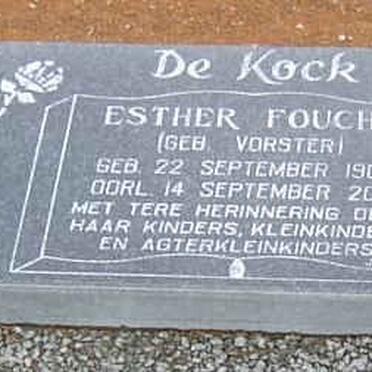 De Kock
ESTHER FOUCH
(GEB. VORSTER)
GEB. 22 SEPTEMBER 190
OORL. 14 SEPTEMBER 20
MET TERE HERINNERING
HAAR KINDERS, KLEINKINDE
EN AGTERKLEINKINDERS